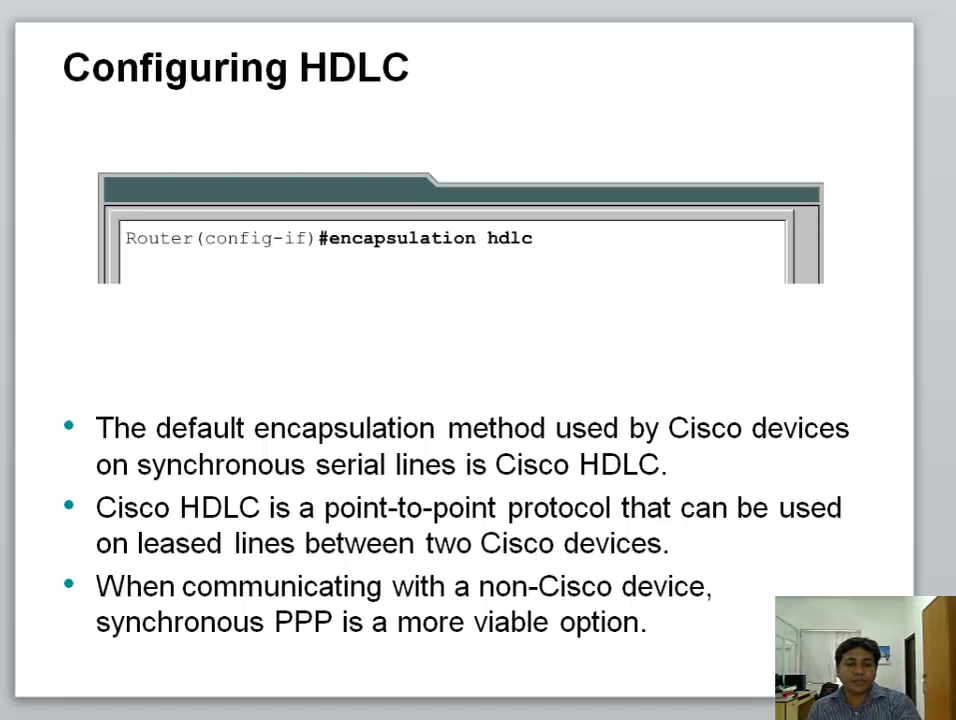 Configuring HDLC
Router(config-if)#encapsulation hdlc
• The default encapsulation method used by Cisco devices
on synchronous serial lines is Cisco HDLC.
• Cisco HDLC is a point-to-point protocol that can be used
on leased lines between two Cisco devices.
• When communicating with a non-Cisco device,
synchronous PPP is a more viable option.